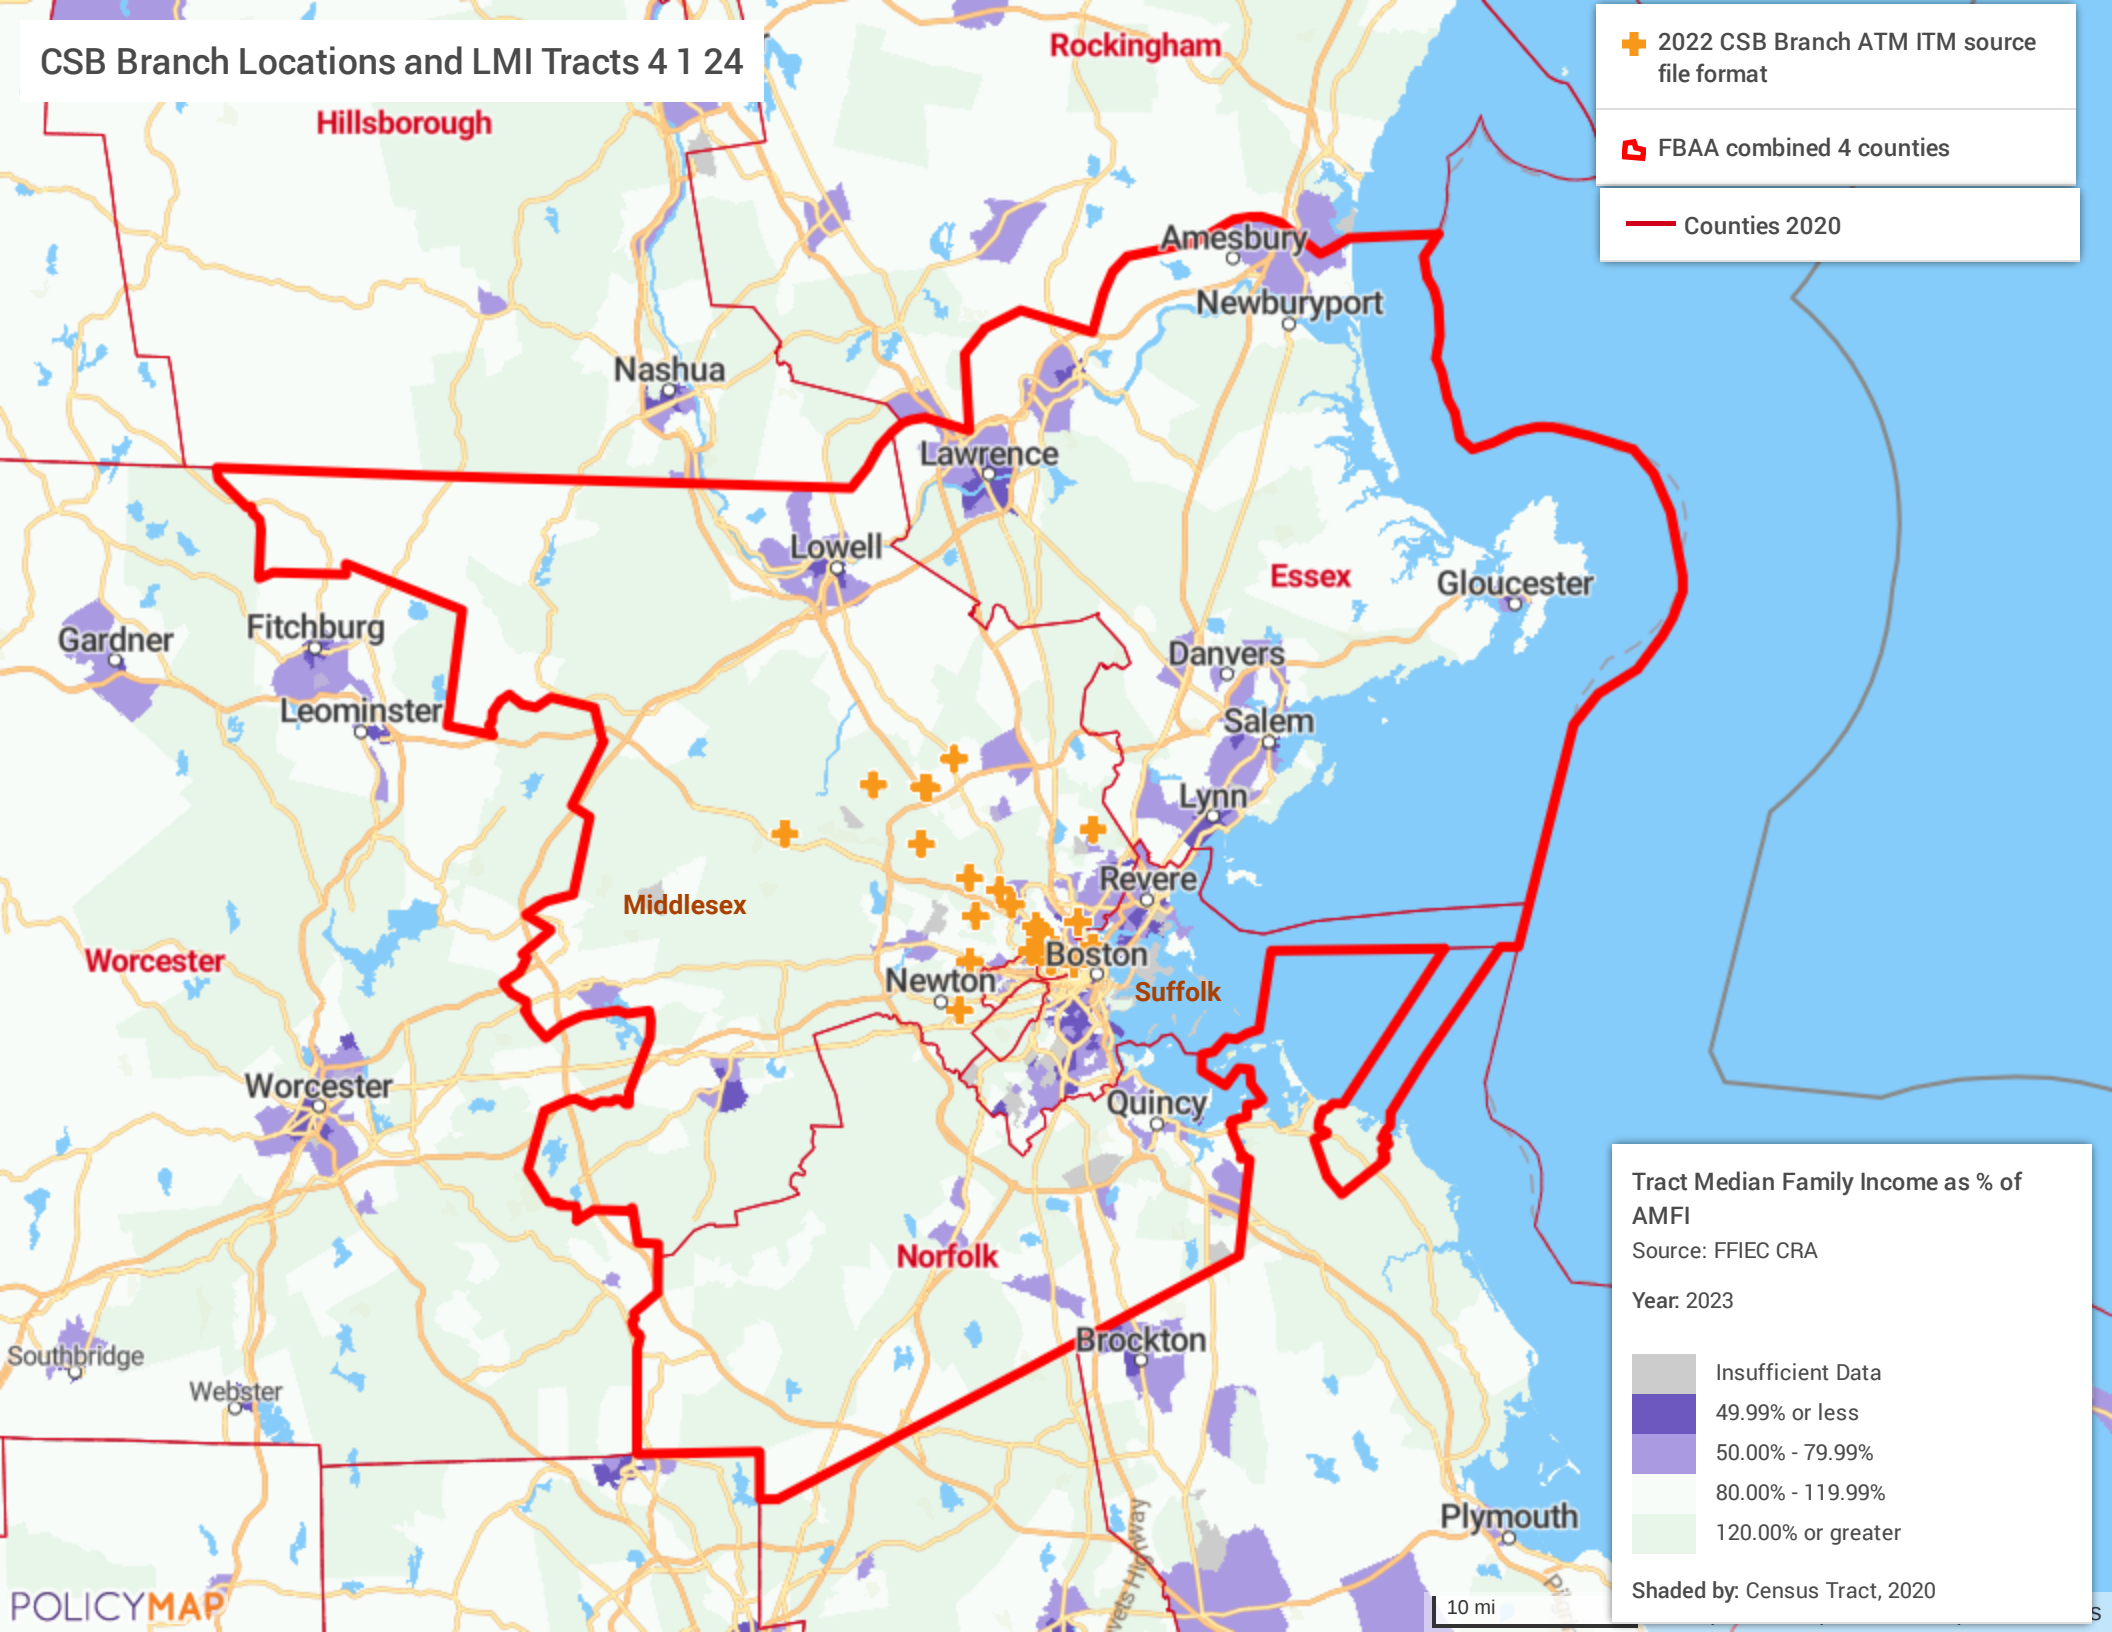 CSB Branch Locations and LMI Tracts 4 1 24
2022 CSB Branch ATM ITM source
file format
FBAA combined 4 counties
Counties 2020
Rockingham
Hillsborough
Amesbury
Newburyport
Nashua
Lawrence
Lowell
Essex
Gloucester
Gardner
Fitchburg
Leominster
Danvers
Salem
Lynn
Revere
Middlesex
Worcester
Boston
Newton
Suffolk
Worcester
Quincy
Norfolk
Brockton
Southbridge
Webster
Plymouth
vets Highway
Pilgri
POLICYMAP
10 mi
Tract Median Family Income as % of
AMFI
Source: FFIEC CRA
Year: 2023
Insufficient Data
49.99% or less
50.00% - 79.99%
80.00% - 119.99%
120.00% or greater
Shaded by: Census Tract, 2020